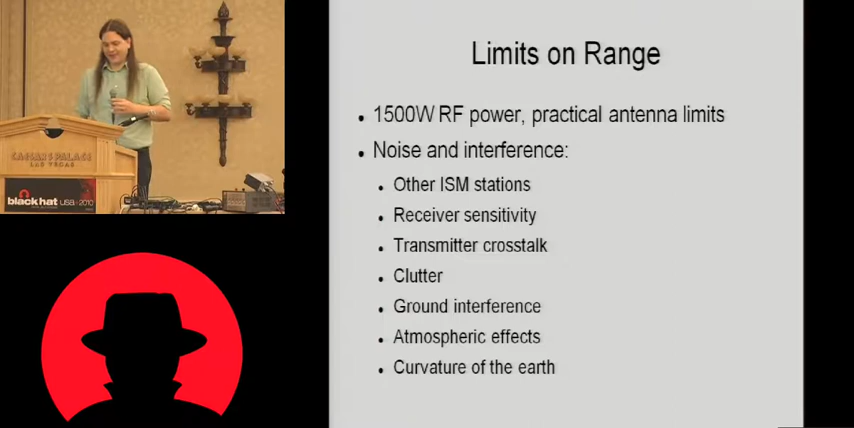 CAESARS PALACE
LAS VEGAS
black hat USA 2010
Limits on Range
1500W RF power, practical antenna limits
Noise and interference:
Other ISM stations
Receiver sensitivity
Transmitter crosstalk
Clutter
Ground interference
Atmospheric effects
Curvature of the earth